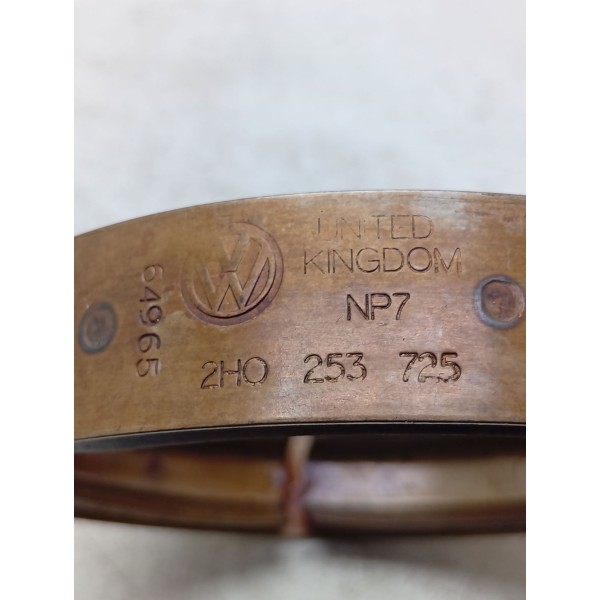 UNITED
KINGDOM
NP7
2H0 253 725
64965